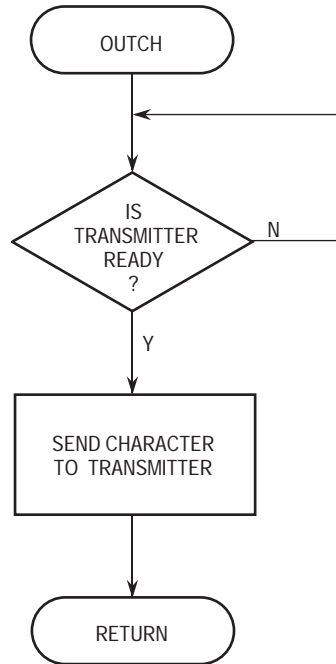 OUTCH
IS
TRANSMITTER
READY
?
N
Y
SEND CHARACTER
TO TRANSMITTER
RETURN